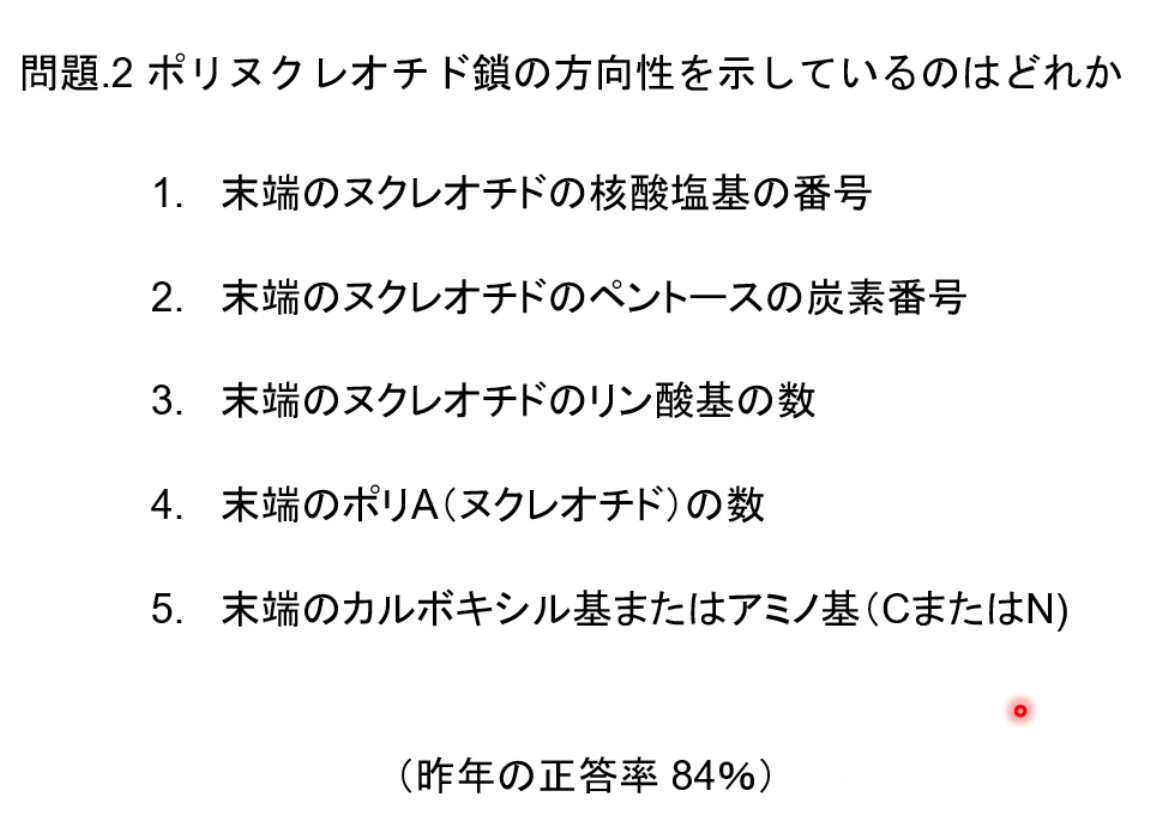 問題.2 ポリヌクレオチド鎖の方向性を示しているのはどれか
1. 末端のヌクレオチドの核酸塩基の番号
2. 末端のヌクレオチドのペントースの炭素番号
3. 末端のヌクレオチドのリン酸基の数
4. 末端のポリA(ヌクレオチド)の数
5. 末端のカルボキシル基またはアミノ基(CまたはN)
(昨年の正答率 84%)